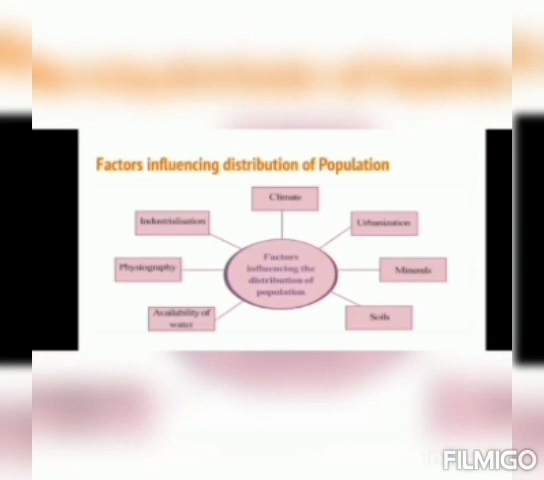 Factors influencing distribution of Population
Climate
Industrialisation
Urbanization
Physiography
Factors
influencing the
distribution of
population
Minerals
Availability of
water
Soils
FILMIGO